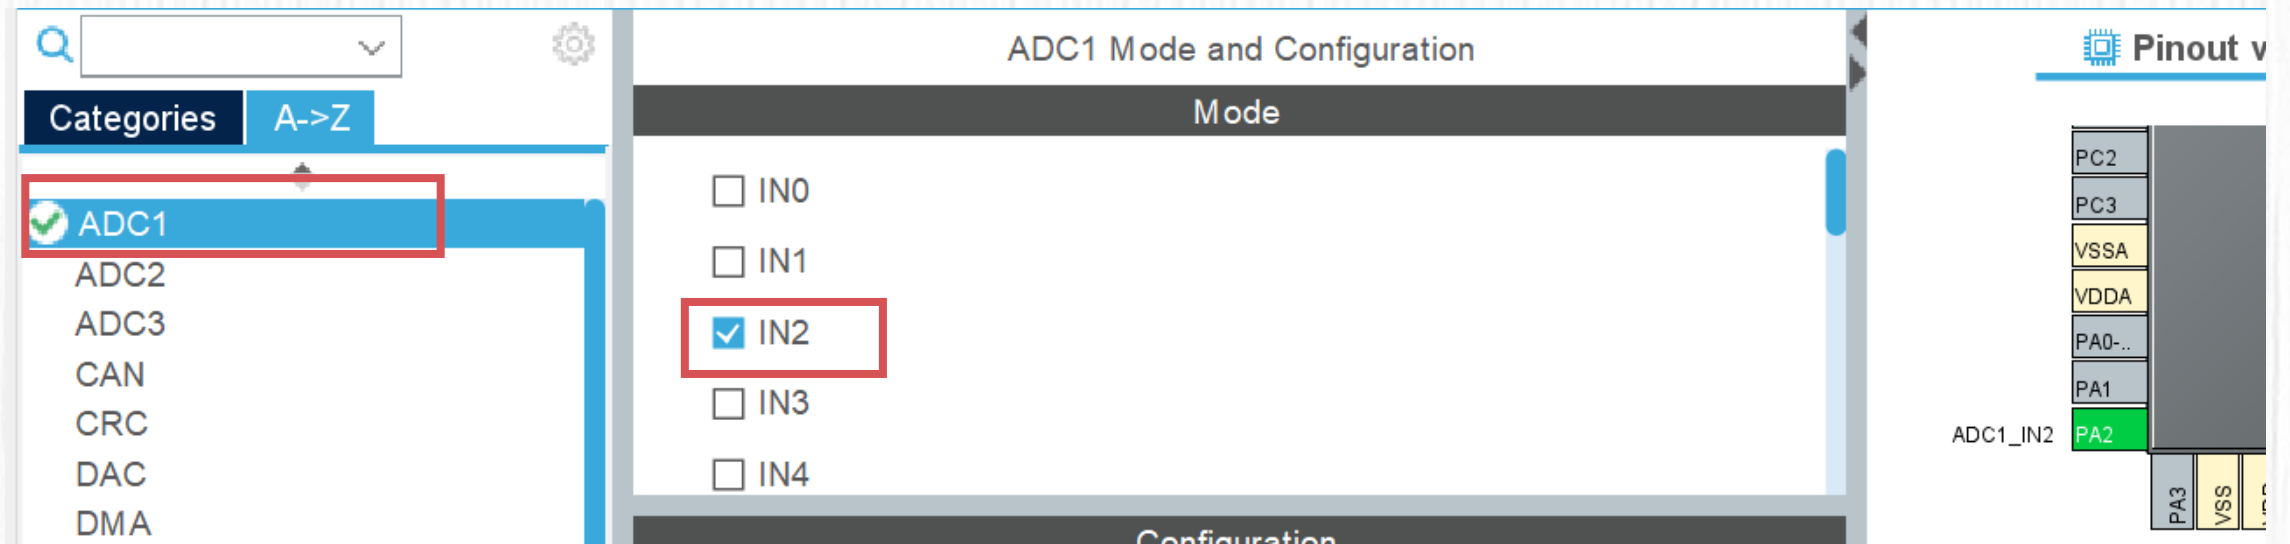 Categories
A->Z
ADC1
ADC2
ADC3
CAN
CRC
DAC
DMA
ADC1 Mode and Configuration
Mode
IN0
IN1
IN2
IN3
IN4
Configuration
Pinout v
PC2
PC3
VSSA
VDDA
PA0-..
PA1
ADC1_IN2
PA2
PA3
VSS